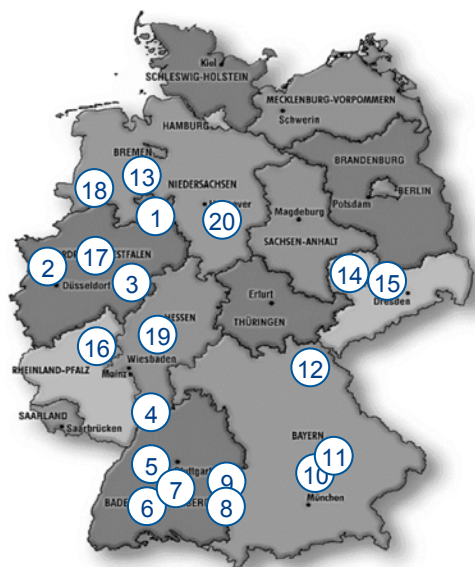 Kiel
SCHLESWIG-HOLSTEIN
MECKLENBURG-VORPOMMERN
Schwerin
HAMBURG
BREMEN
BRANDENBURG
13
NIEDERSACHSEN
BERLIN
18
Potsdam
1
20
Magdeburg
SACHSEN-ANHALT
17
2
14
15
Dresden
3
Düsseldorf
Erfurt
THÜRINGEN
19
16
Wiesbaden
RHEINLAND-PFALZ
Mainz
12
4
SAARLAND
Saarbrücken
BAYERN
5
11
10
9
7
6
8
München